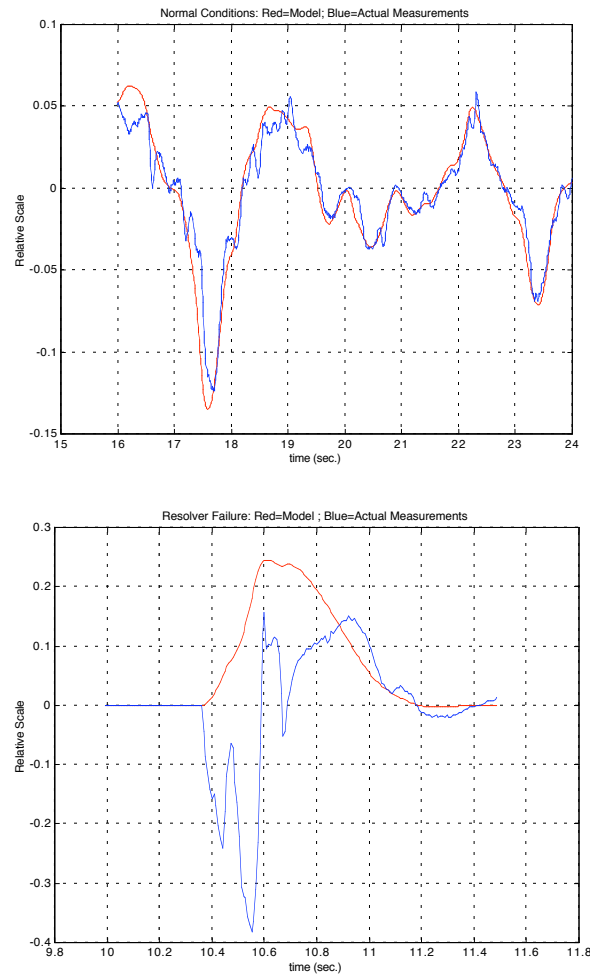 Normal Conditions: Red=Model; Blue=Actual Measurements
0.1
0.05
0
-0.05
-0.1
-0.15
Relative Scale
15 16 17 18 19 20 21 22 23 24
time (sec.)
Resolver Failure: Red=Model ; Blue=Actual Measurements
0.3
0.2
0.1
0
-0.1
-0.2
-0.3
-0.4
Relative Scale
9.8 10 10.2 10.4 10.6 10.8 11 11.2 11.4 11.6 11.8
time (sec.)